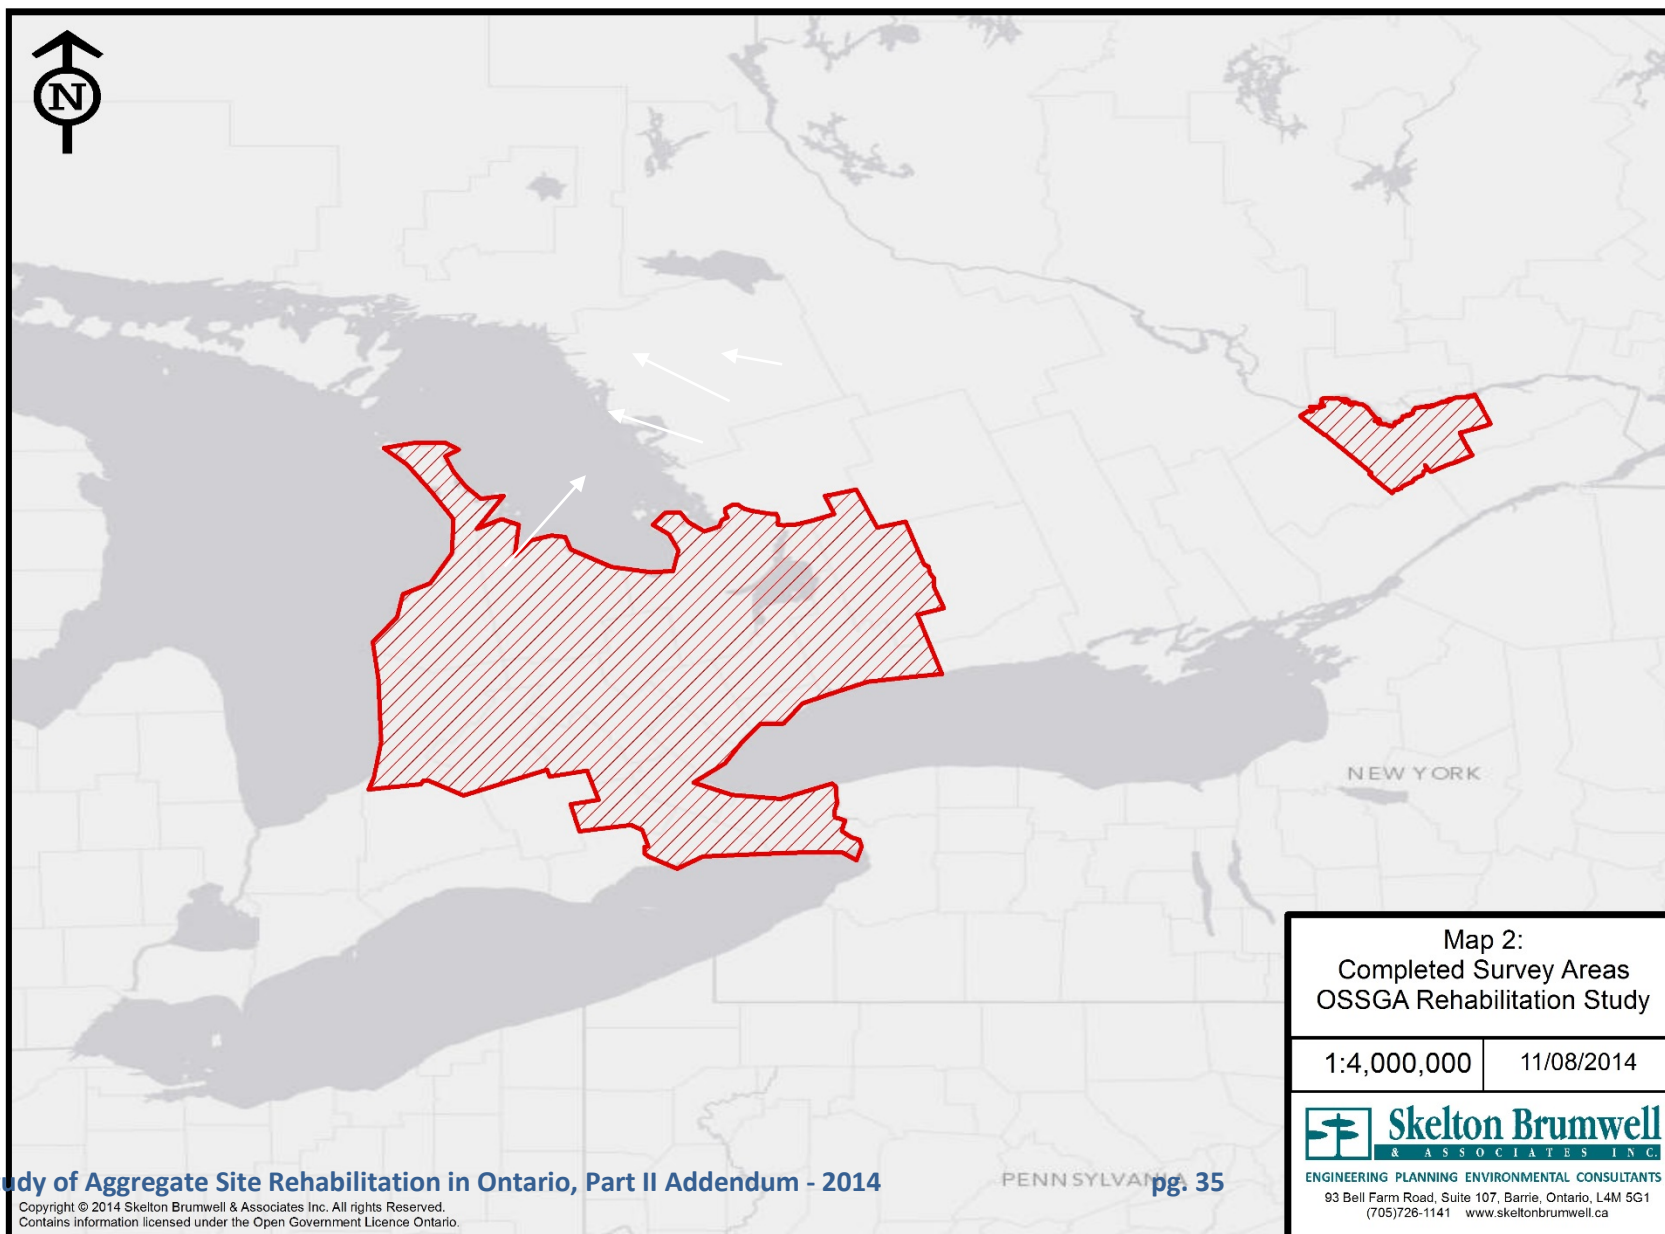 N
NEW YORK
Map 2:
Completed Survey Areas
OSSGA Rehabilitation Study
1:4,000,000 11/08/2014
Skelton Brumwell
& ASSOCIATES INC.
ENGINEERING PLANNING ENVIRONMENTAL CONSULTANTS
93 Bell Farm Road, Suite 107, Barrie, Ontario, L4M 5G1
(705)726-1141 www.skeltonbrumwell.ca
PENNSYLVANIA
udy of Aggregate Site Rehabilitation in Ontario, Part II Addendum - 2014 pg. 35
Copyright © 2014 Skelton Brumwell & Associates Inc. All rights Reserved.
Contains information licensed under the Open Government Licence Ontario.